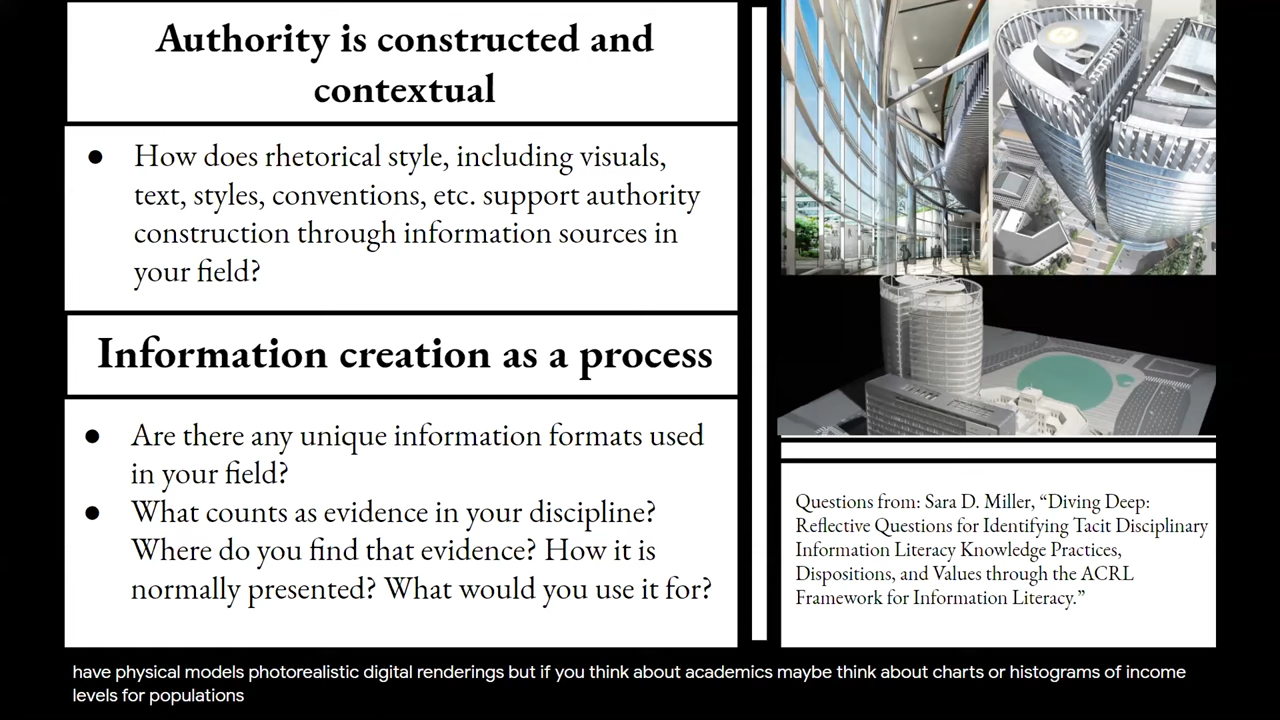 Authority is constructed and
contextual
● How does rhetorical style, including visuals,
text, styles, conventions, etc. support authority
construction through information sources in
your field?
Information creation as a process
● Are there any unique information formats used
in your field?
● What counts as evidence in your discipline?
Where do you find that evidence? How it is
normally presented? What would you use it for?
Questions from: Sara D. Miller, “Diving Deep:
Reflective Questions for Identifying Tacit Disciplinary
Information Literacy Knowledge Practices,
Dispositions, and Values through the ACRL
Framework for Information Literacy.”
have physical models photorealistic digital renderings but if you think about academics maybe think about charts or histograms of income
levels for populations